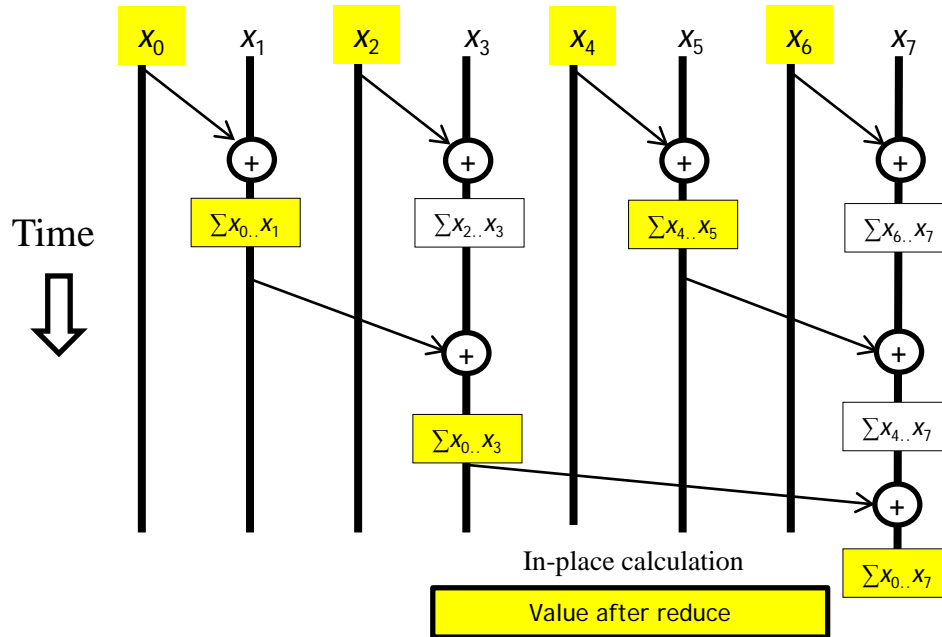 x₀ x₁ x₂ x₃ x₄ x₅ x₆ x₇
+ + + +
∑x₀..x₁ ∑x₂..x₃ ∑x₄..x₅ ∑x₆..x₇
Time
+ +
∑x₀..x₃ ∑x₄..x₇
+
In-place calculation ∑x₀..x₇
Value after reduce